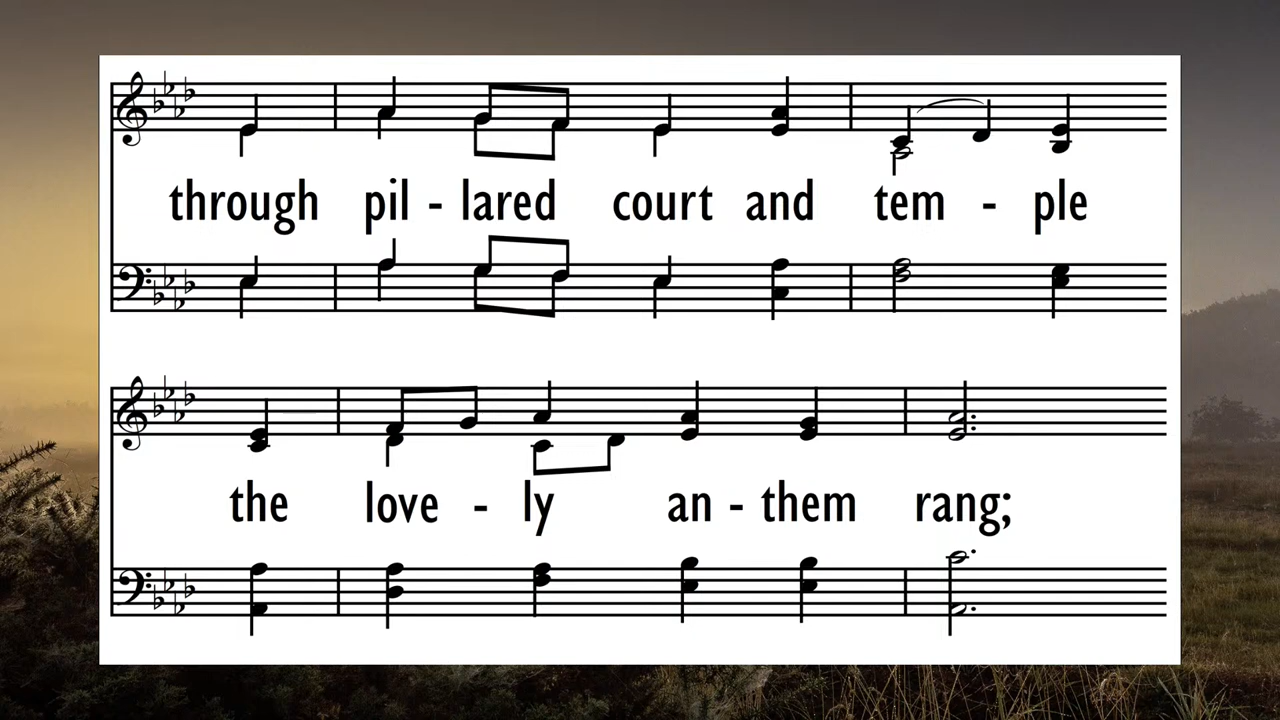 through pil - lared court and tem - ple
the love - ly an - them rang;